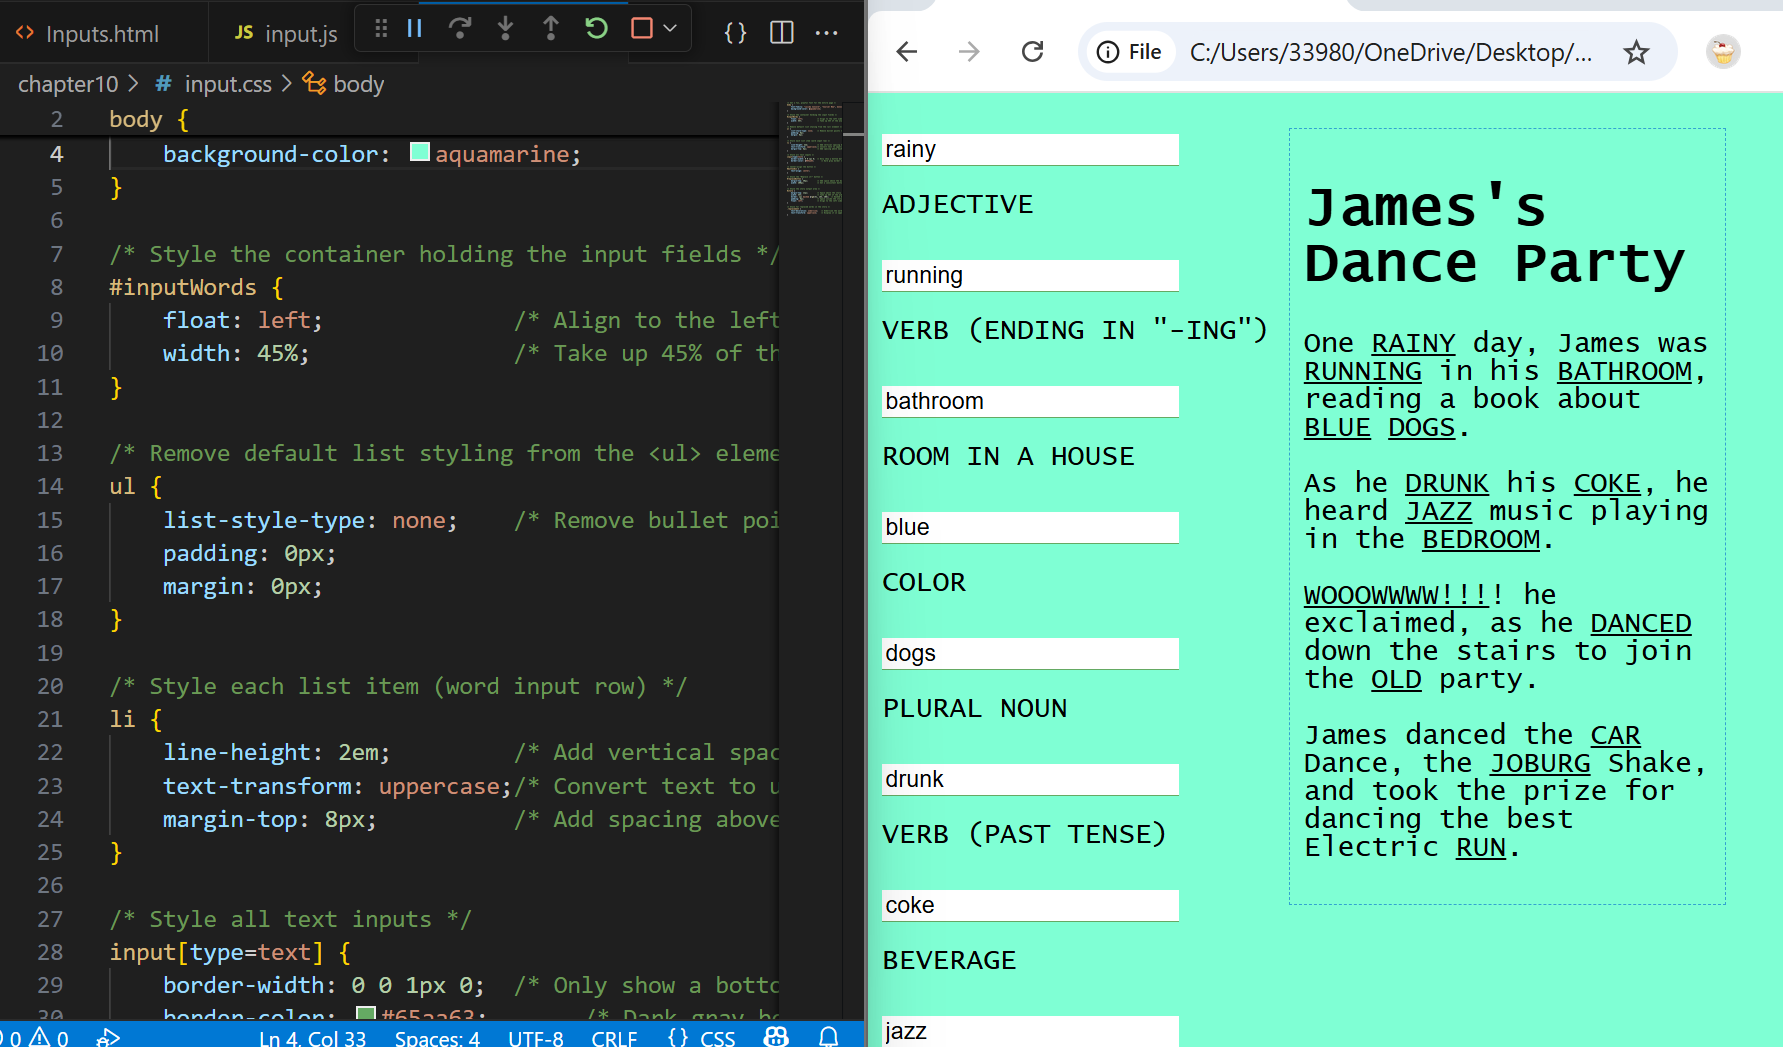 Inputs.html
JS input.js
{}
chapter10 > # input.css > body
2 body {
4 background-color: aquamarine;
5 }
6
7 /* Style the container holding the input fields */
8 #inputWords {
9 float: left; /* Align to the left
10 width: 45%; /* Take up 45% of th
11 }
12
13 /* Remove default list styling from the <ul> eleme
14 ul {
15 list-style-type: none; /* Remove bullet poi
16 padding: 0px;
17 margin: 0px;
18 }
19
20 /* Style each list item (word input row) */
21 li {
22 line-height: 2em; /* Add vertical spac
23 text-transform: uppercase;/* Convert text to u
24 margin-top: 8px; /* Add spacing above
25 }
26
27 /* Style all text inputs */
28 input[type=text] {
29 border-width: 0 0 1px 0; /* Only show a botto
30 border-color: #65aa63; /* Dark gray bo
0 0 Ln 4, Col 33 Spaces: 4 UTF-8 CRLF {} CSS
File C:/Users/33980/OneDrive/Desktop/...
rainy
ADJECTIVE
running
VERB (ENDING IN "-ING")
bathroom
ROOM IN A HOUSE
blue
COLOR
dogs
PLURAL NOUN
drunk
VERB (PAST TENSE)
coke
BEVERAGE
jazz
James's
Dance Party
One RAINY day, James was
RUNNING in his BATHROOM,
reading a book about
BLUE DOGS.
As he DRUNK his COKE, he
heard JAZZ music playing
in the BEDROOM.
WOOOWWWW!!!! he
exclaimed, as he DANCED
down the stairs to join
the OLD party.
James danced the CAR
Dance, the JOBURG Shake,
and took the prize for
dancing the best
Electric RUN.